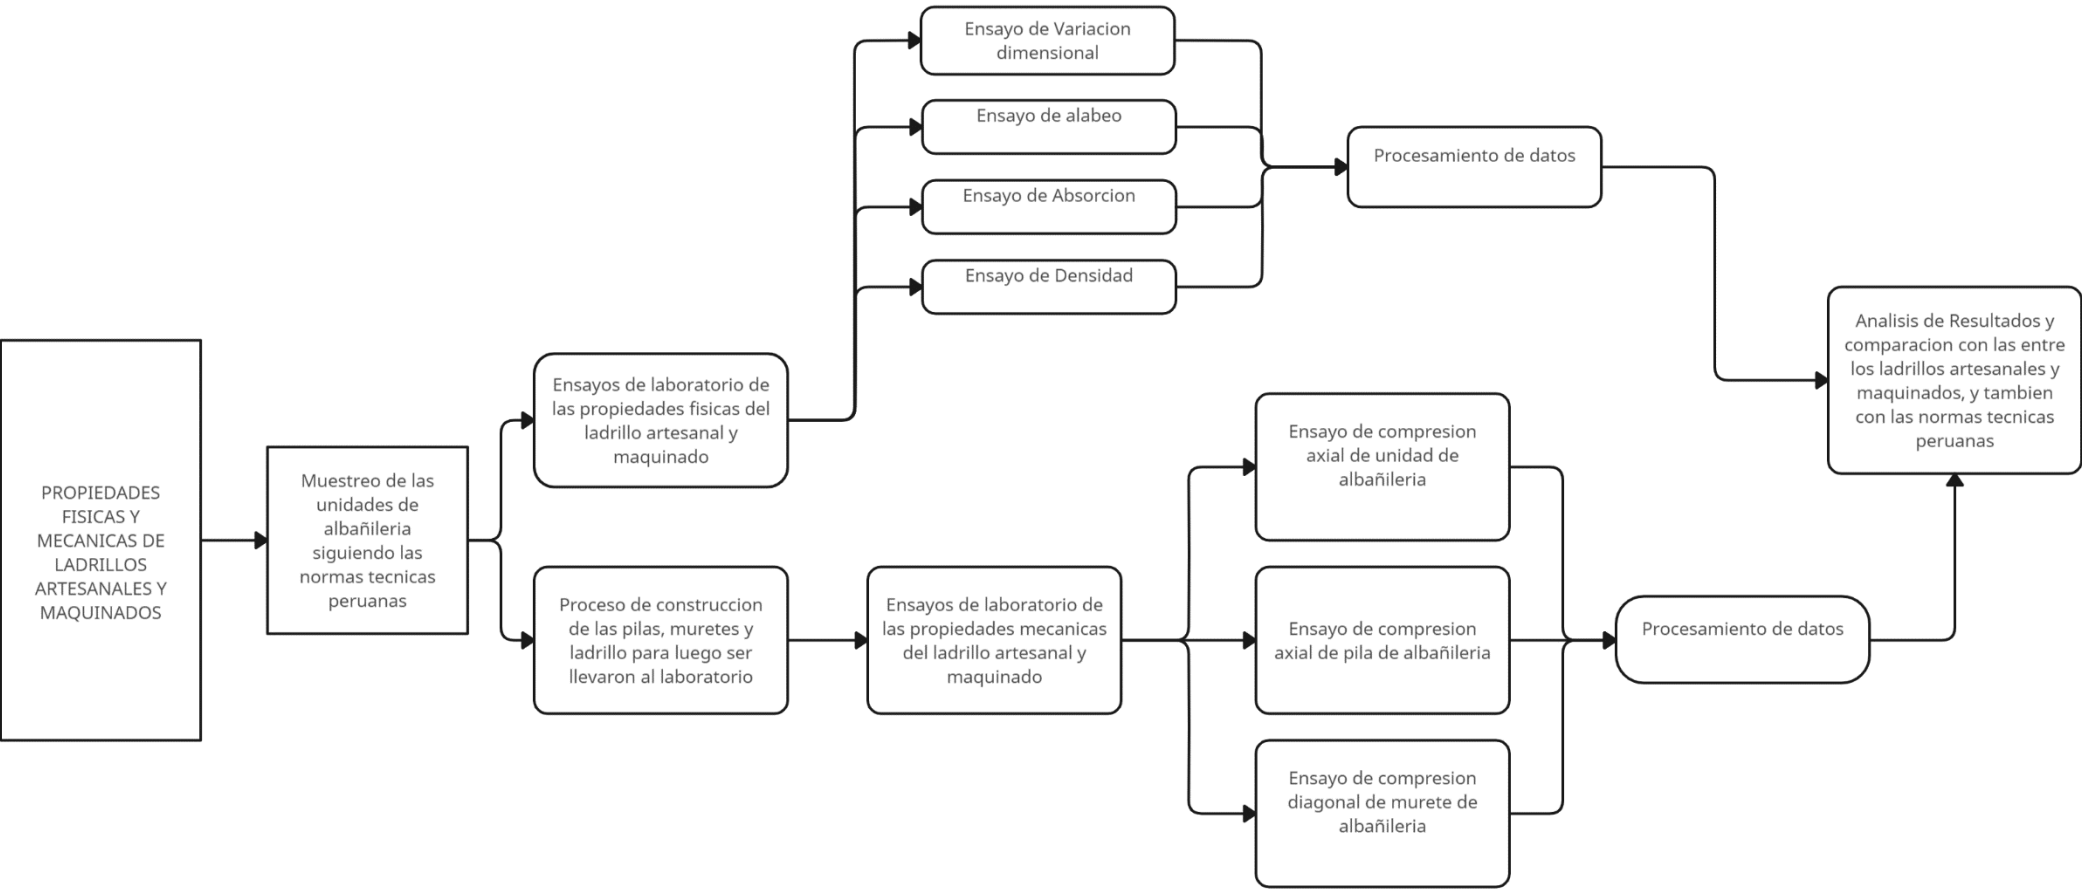 PROPIEDADES
FISICAS Y
MECANICAS DE
LADRILLOS
ARTESANALES Y
MAQUINADOS
Muestreo de las
unidades de
albañileria
siguiendo las
normas tecnicas
peruanas
Ensayos de laboratorio de
las propiedades fisicas del
ladrillo artesanal y
maquinado
Ensayo de Variacion
dimensional
Ensayo de alabeo
Ensayo de Absorcion
Ensayo de Densidad
Procesamiento de datos
Proceso de construccion
de las pilas, muretes y
ladrillo para luego ser
llevaron al laboratorio
Ensayos de laboratorio de
las propiedades mecanicas
del ladrillo artesanal y
maquinado
Ensayo de compresion
axial de unidad de
albañileria
Ensayo de compresion
axial de pila de albañileria
Ensayo de compresion
diagonal de murete de
albañileria
Procesamiento de datos
Analisis de Resultados y
comparacion con las entre
los ladrillos artesanales y
maquinados, y tambien
con las normas tecnicas
peruanas